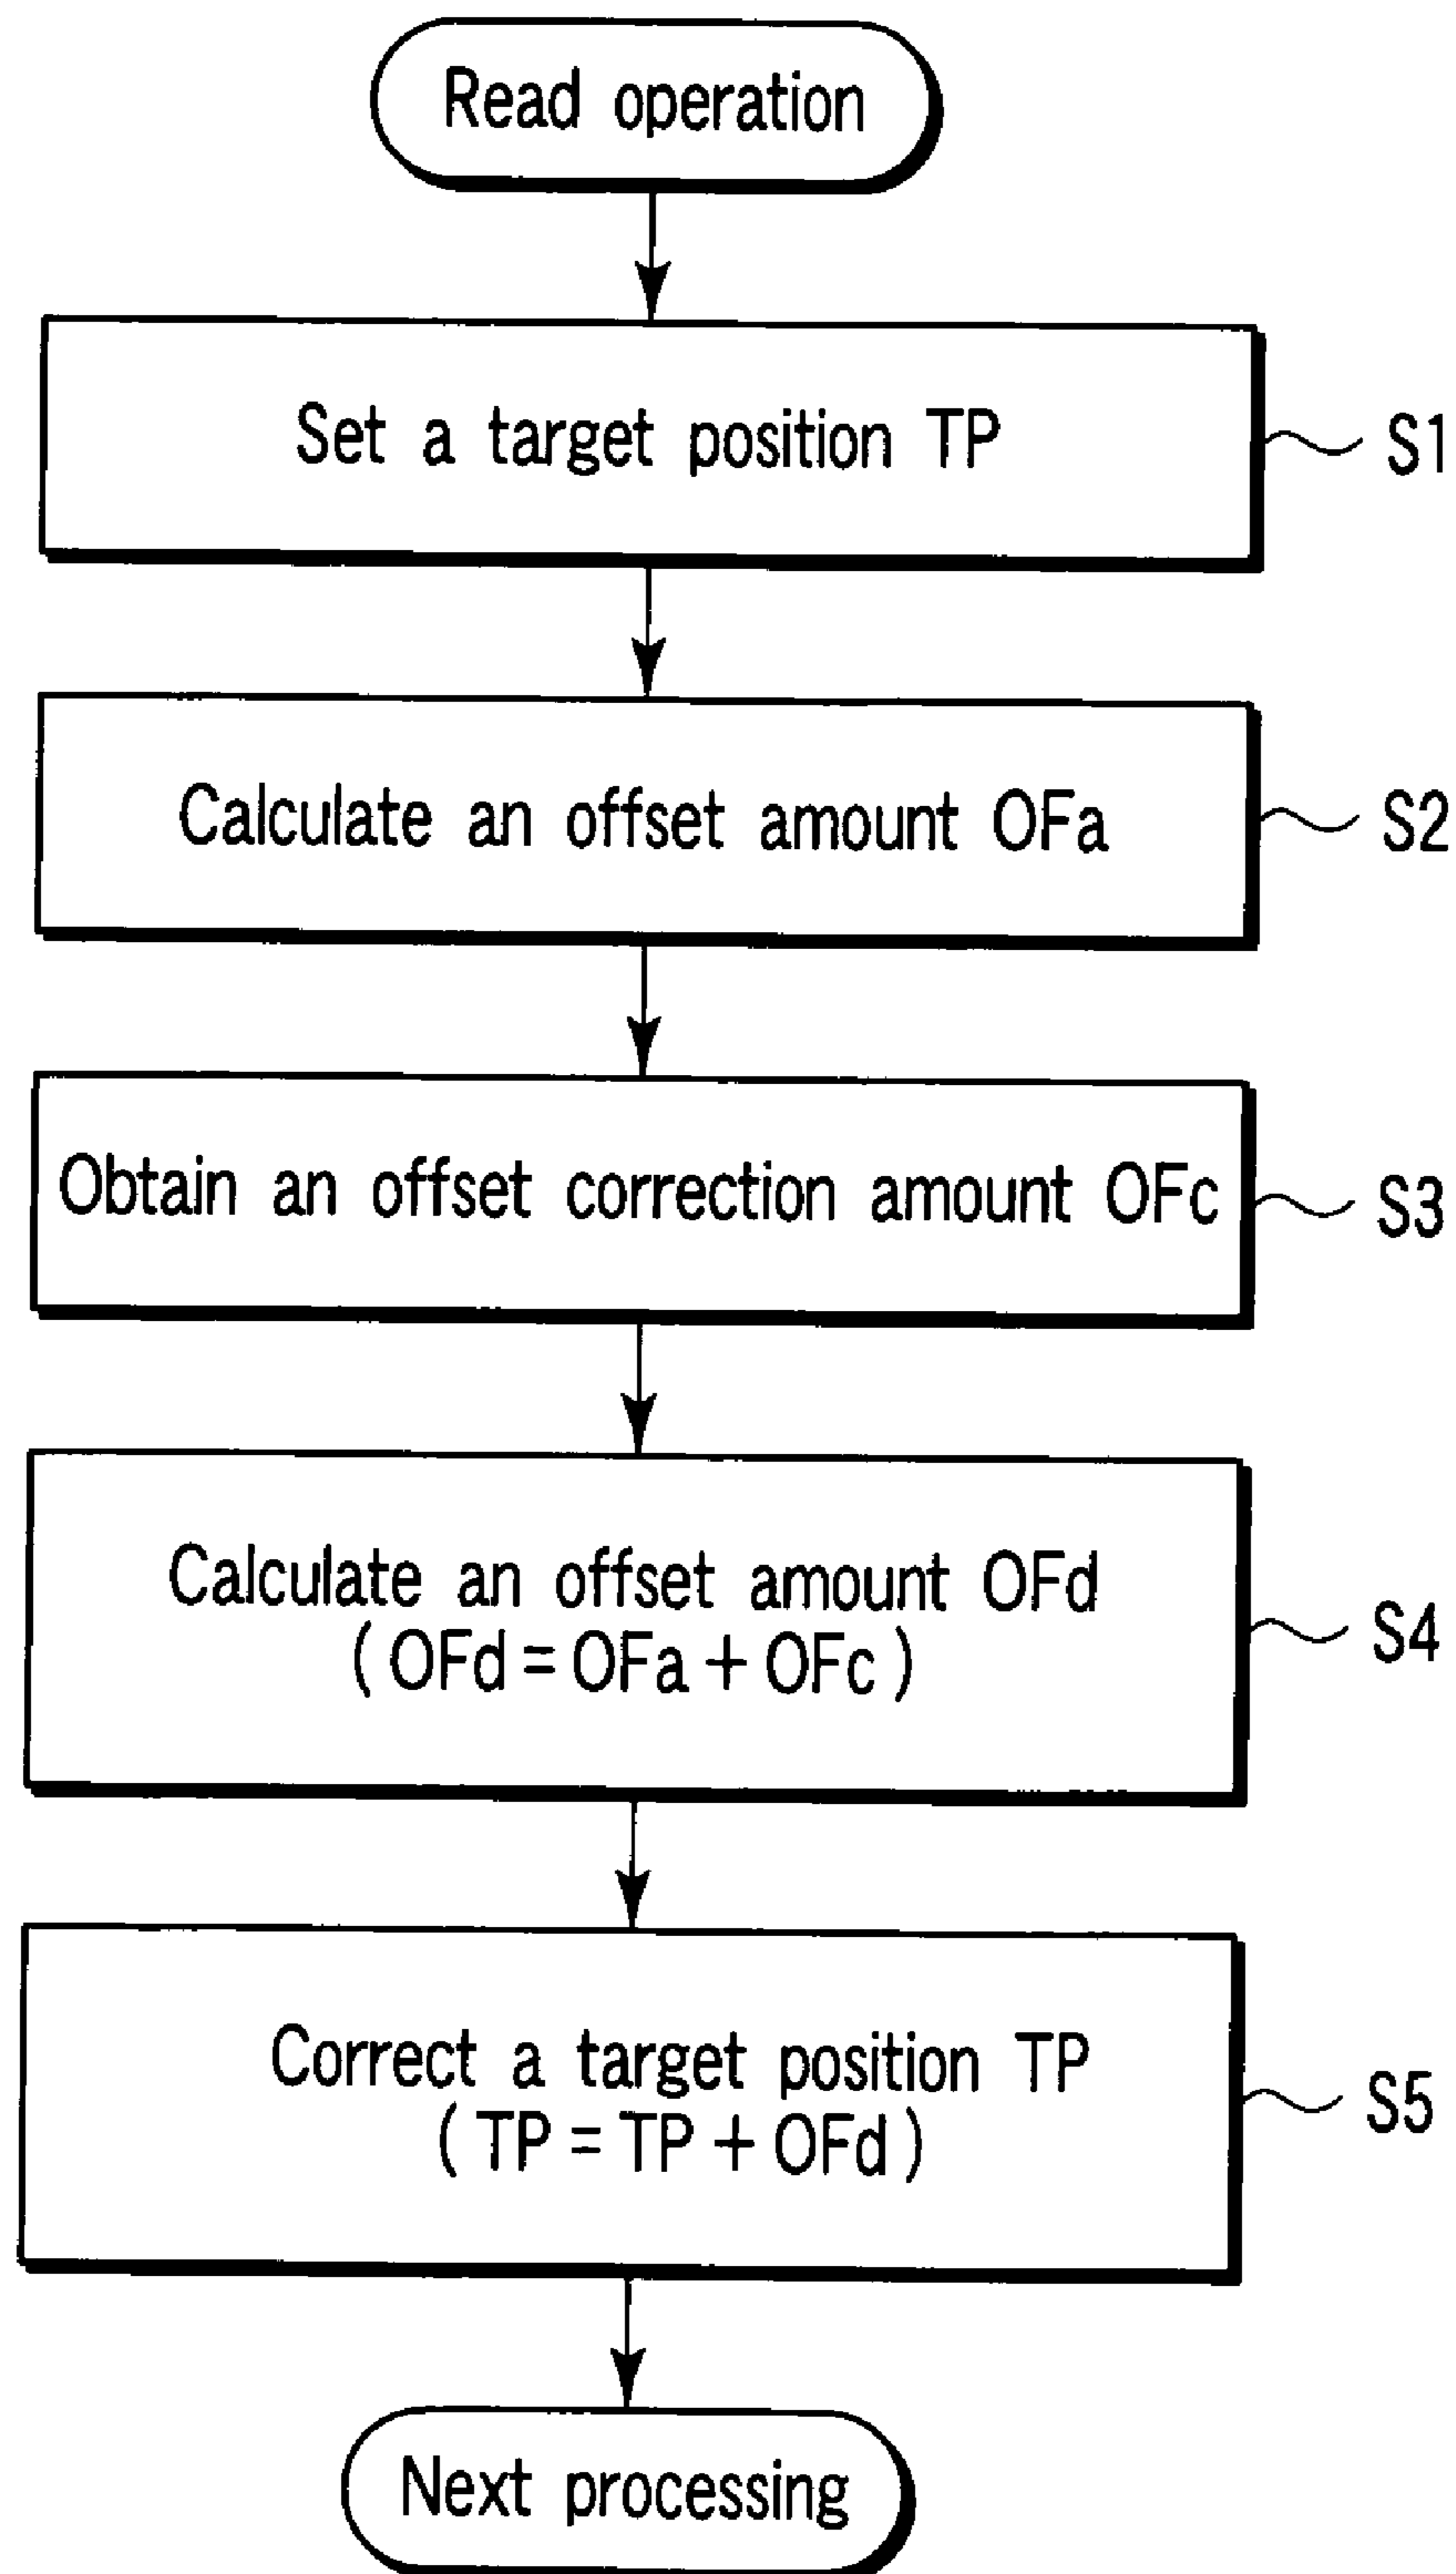 Read operation
Set a target position TP
S1
Calculate an offset amount OFa
S2
Obtain an offset correction amount OFc
S3
Calculate an offset amount OFd
(OFd = OFa + OFc)
S4
Correct a target position TP
(TP = TP + OFd)
S5
Next processing